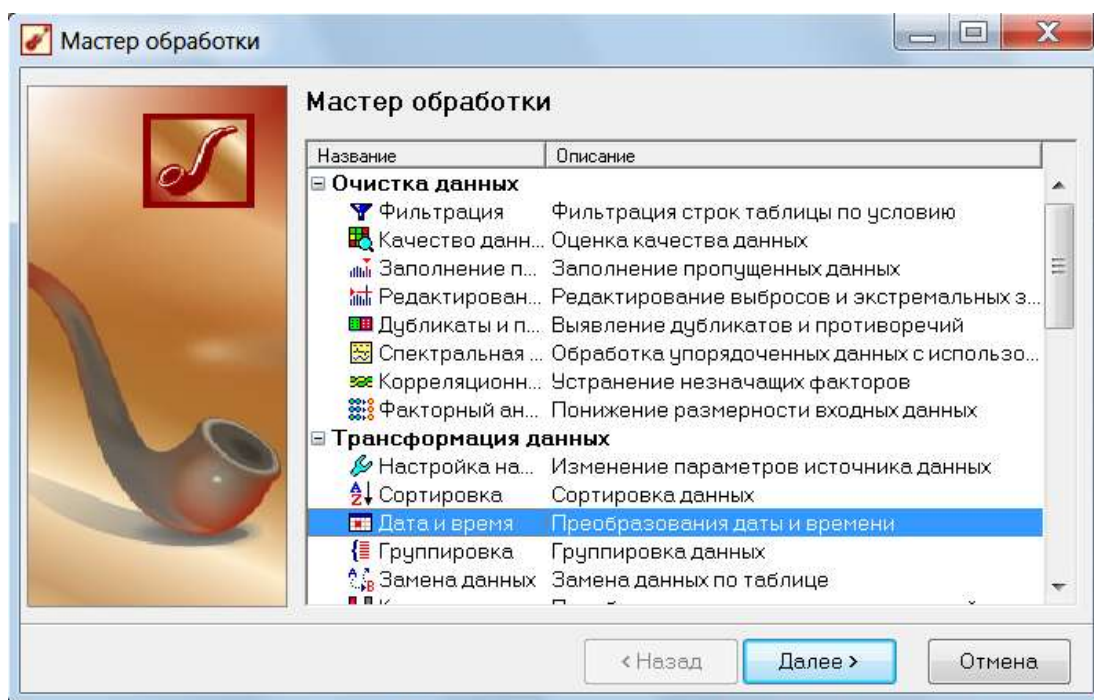 Мастер обработки
Мастер обработки
Название Описание
Очистка данных
Фильтрация Фильтрация строк таблицы по условию
Качество данн... Оценка качества данных
Заполнение п... Заполнение пропущенных данных
Редактирован... Редактирование выбросов и экстремальных з...
Дубликаты и п... Выявление дубликатов и противоречий
Спектральная ... Обработка упорядоченных данных с использо...
Корреляционн... Устранение незначащих факторов
Факторный ан... Понижение размерности входных данных
Трансформация данных
Настройка на... Изменение параметров источника данных
Сортировка Сортировка данных
Дата и время Преобразования даты и времени
Группировка Группировка данных
Замена данных Замена данных по таблице
< Назад Далее > Отмена